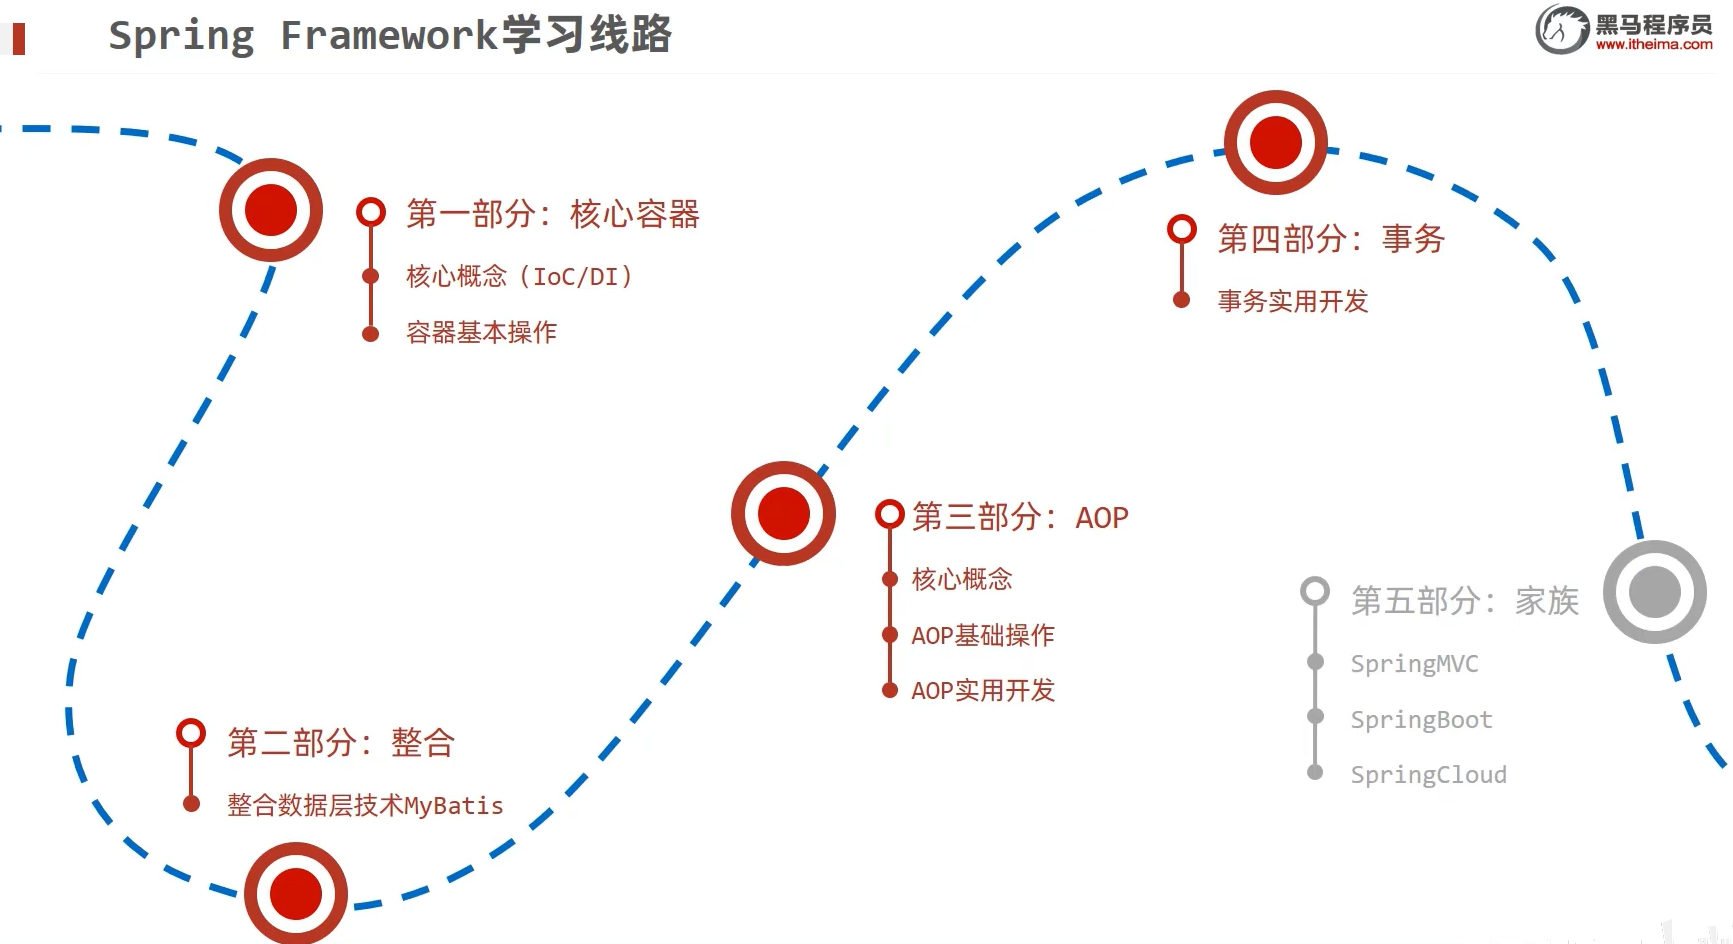 Spring Framework学习线路
黑马程序员
www.itheima.com
第一部分：核心容器
核心概念（IoC/DI）
容器基本操作
第二部分：整合
整合数据层技术MyBatis
第三部分：AOP
核心概念
AOP基础操作
AOP实用开发
第四部分：事务
事务实用开发
第五部分：家族
SpringMVC
SpringBoot
SpringCloud